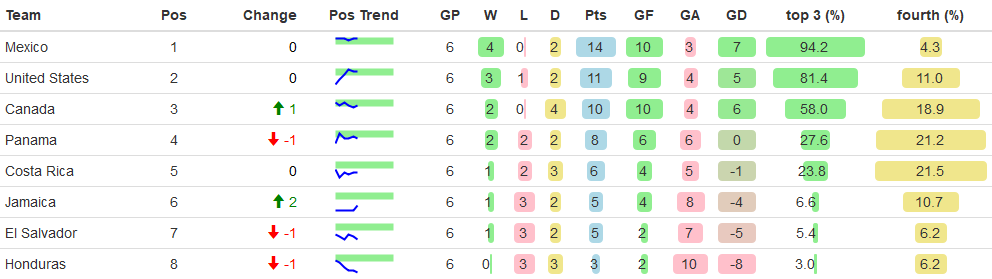 Team Pos Change Pos Trend GP W L D Pts GF GA GD top 3 (%) fourth (%)
Mexico 1 0 6 4 0 2 14 10 3 7 94.2 4.3
United States 2 0 6 3 1 2 11 9 4 5 81.4 11.0
Canada 3 1 6 2 0 4 10 10 4 6 58.0 18.9
Panama 4 -1 6 2 2 2 8 6 6 0 27.6 21.2
Costa Rica 5 0 6 1 2 3 6 4 5 -1 23.8 21.5
Jamaica 6 2 6 1 3 2 5 4 8 -4 6.6 10.7
El Salvador 7 -1 6 1 3 2 5 2 7 -5 5.4 6.2
Honduras 8 -1 6 0 3 3 3 2 10 -8 3.0 6.2